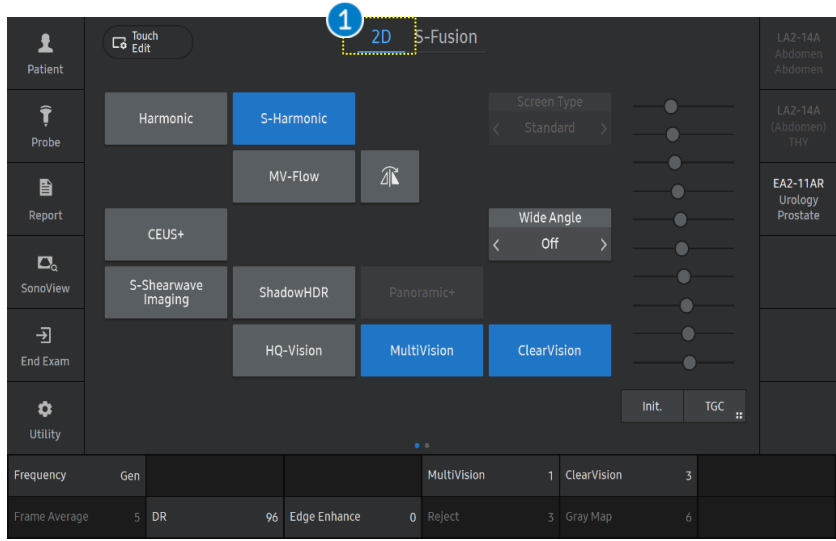 1
Touch
Edit
2D
S-Fusion
Patient
Probe
Report
SonoView
End Exam
Utility
Harmonic
S-Harmonic
MV-Flow
CEUS+
S-Shearwave
Imaging
ShadowHDR
Panoramic+
HQ-Vision
MultiVision
ClearVision
Screen Type
< Standard >
Wide Angle
< Off >
Init.
TGC
LA2-14A
Abdomen
Abdomen
LA2-14A
(Abdomen)
THY
EA2-11AR
Urology
Prostate
Frequency Gen
MultiVision 1
ClearVision 3
Frame Average 5
DR 96
Edge Enhance 0
Reject 3
Gray Map 6